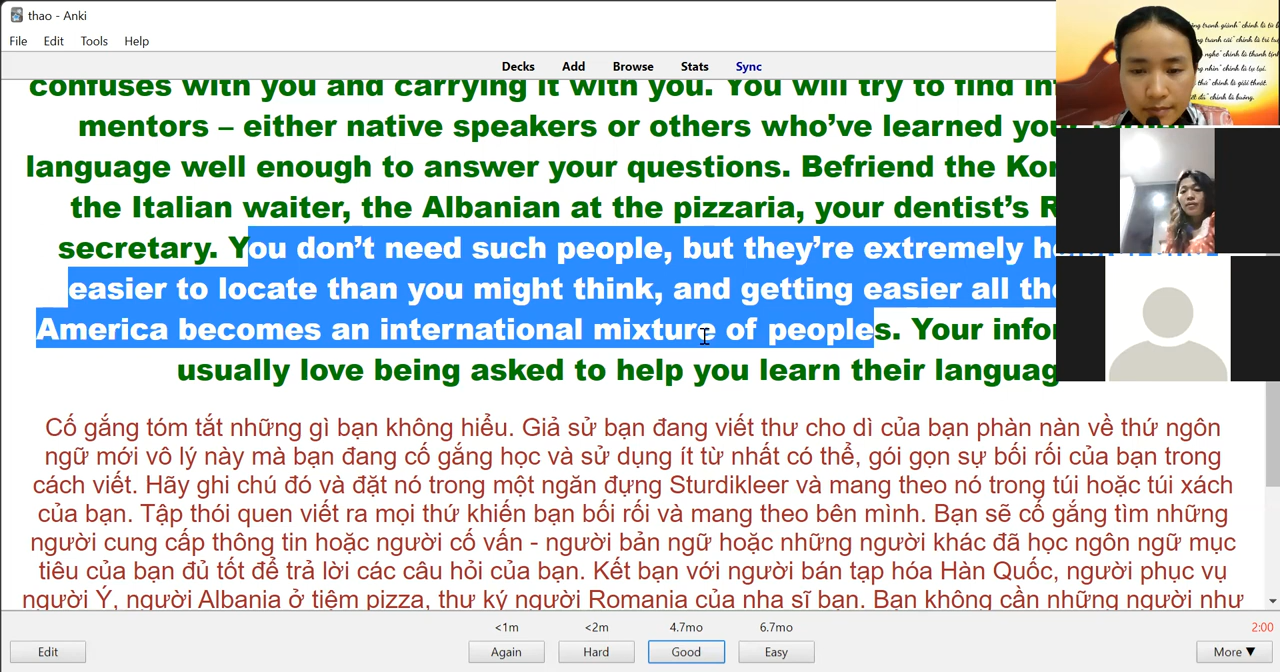 thao - Anki
File Edit Tools Help
Decks Add Browse Stats Sync
confuses with you and carrying it with you. You will try to find
mentors – either native speakers or others who’ve learned
language well enough to answer your questions. Befriend the
the Italian waiter, the Albanian at the pizzaria, your dentist’s
secretary. You don’t need such people, but they’re extremely
easier to locate than you might think, and getting easier all
America becomes an international mixture of peoples. Your
usually love being asked to help you learn their
Cố gắng tóm tắt những gì bạn không hiểu. Giả sử bạn đang viết thư cho dì của bạn phàn nàn về thứ ngôn
ngữ mới vô lý này mà bạn đang cố gắng học và sử dụng ít từ nhất có thể, gói gọn sự bối rối của bạn trong
cách viết. Hãy ghi chú đó và đặt nó trong một ngăn đựng Sturdikleer và mang theo nó trong túi hoặc túi xách
của bạn. Tập thói quen viết ra mọi thứ khiến bạn bối rối và mang theo bên mình. Bạn sẽ cố gắng tìm những
người cung cấp thông tin hoặc người cố vấn - người bản ngữ hoặc những người khác đã học ngôn ngữ mục
tiêu của bạn đủ tốt để trả lời các câu hỏi của bạn. Kết bạn với người bán tạp hóa Hàn Quốc, người phục vụ
người Ý, người Albania ở tiệm pizza, thư ký người Romania của nha sĩ bạn. Bạn không cần những người như
<1m <2m 4.7mo 6.7mo 2:00
Edit Again Hard Good Easy More ▼